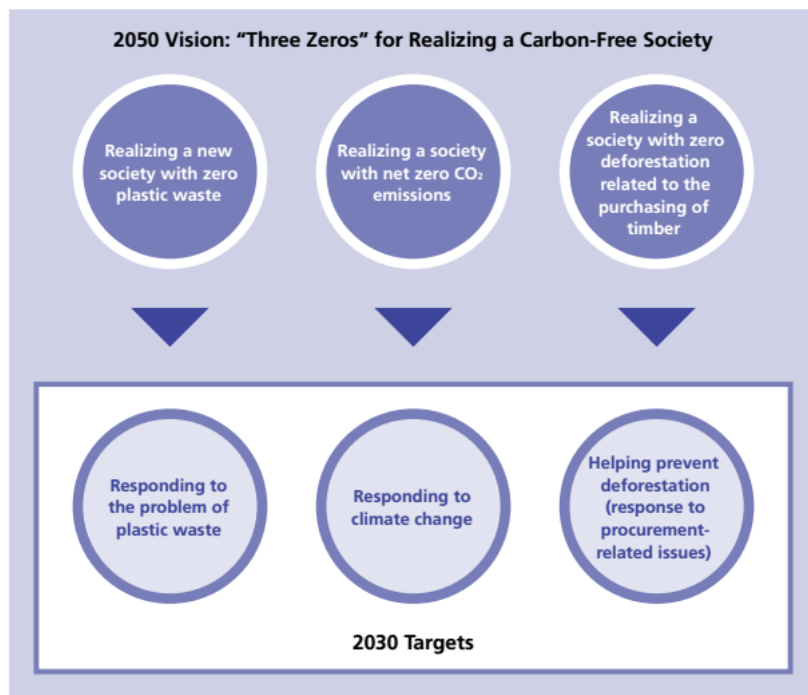 2050 Vision: “Three Zeros” for Realizing a Carbon-Free Society
Realizing a new
society with zero
plastic waste
Realizing a society
with net zero CO₂
emissions
Realizing a
society with zero
deforestation
related to the
purchasing of
timber
Responding to
the problem of
plastic waste
Responding to
climate change
Helping prevent
deforestation
(response to
procurement-
related issues)
2030 Targets